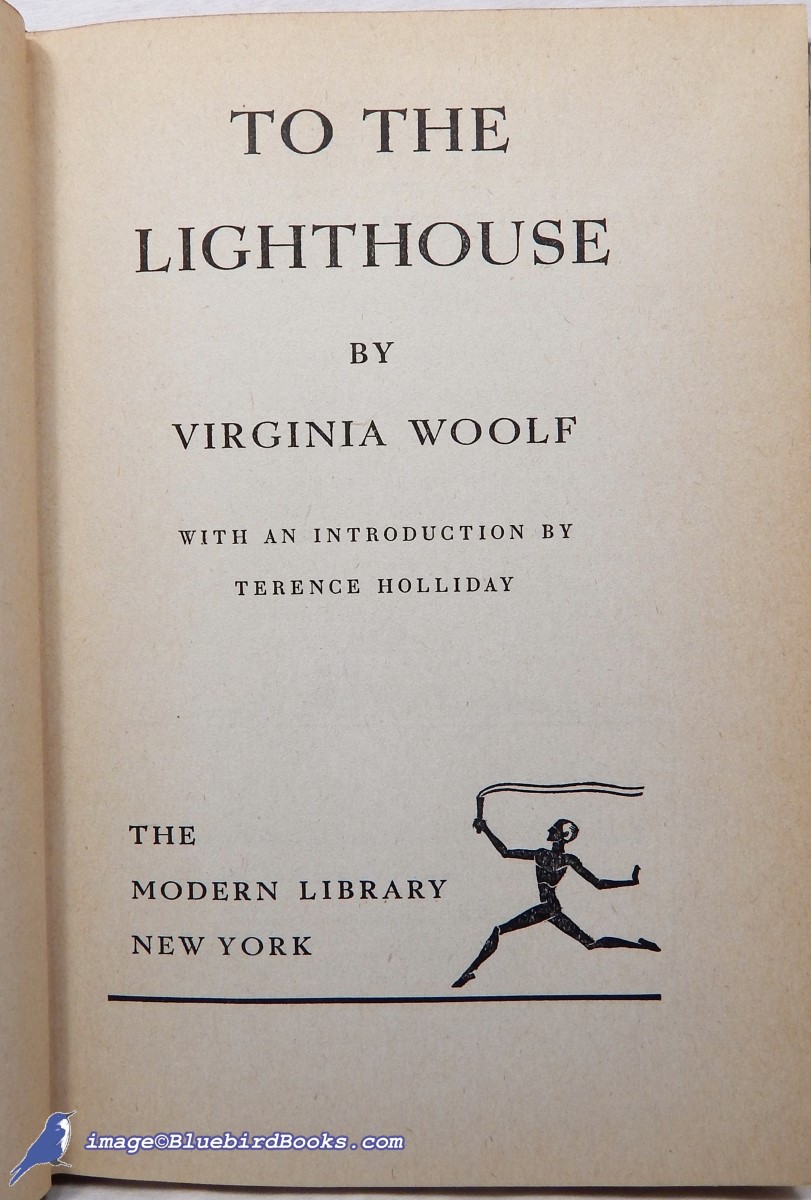 TO THE
LIGHTHOUSE
BY
VIRGINIA WOOLF
WITH AN INTRODUCTION BY
TERENCE HOLLIDAY
THE
MODERN LIBRARY
NEW YORK
image©BluebirdBooks.com